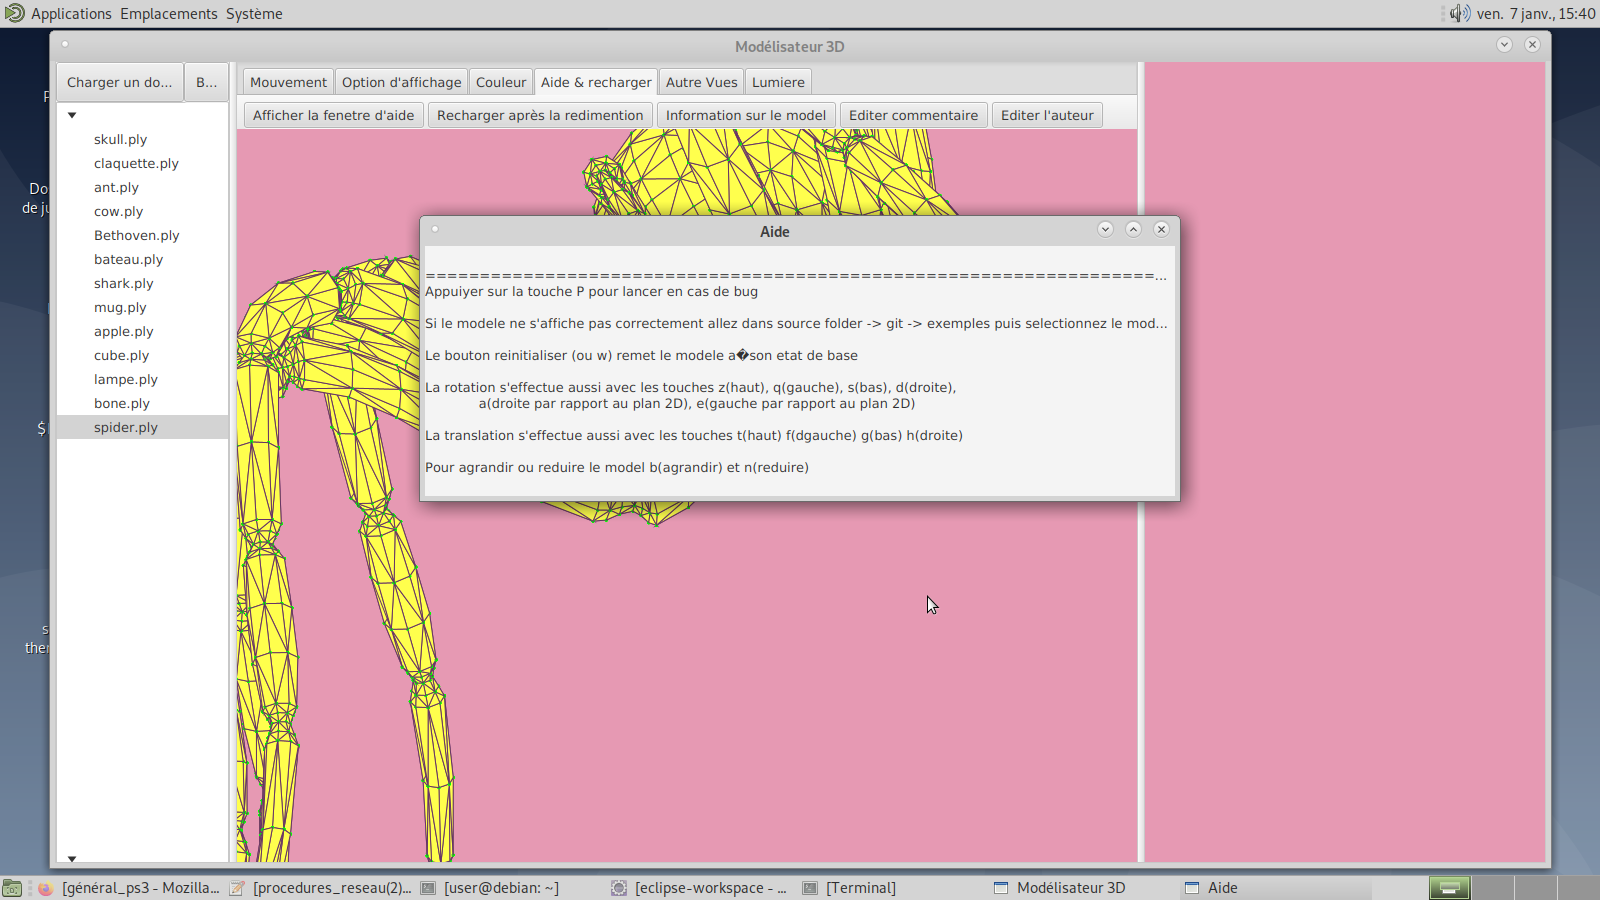 Applications Emplacements Système
ven. 7 janv., 15:40
Modélisateur 3D
Charger un do... B...
Mouvement Option d'affichage Couleur Aide & recharger Autre Vues Lumiere
Afficher la fenetre d'aide Recharger après la redimention Information sur le model Editer commentaire Editer l'auteur
skull.ply
claquette.ply
ant.ply
cow.ply
Bethoven.ply
bateau.ply
shark.ply
mug.ply
apple.ply
cube.ply
lampe.ply
bone.ply
spider.ply
Do
de ju
$
s
ther
Aide
====================================================================...
Appuiyer sur la touche P pour lancer en cas de bug
Si le modele ne s'affiche pas correctement allez dans source folder -> git -> exemples puis selectionnez le mod...
Le bouton reinitialiser (ou w) remet le modele a�son etat de base
La rotation s'effectue aussi avec les touches z(haut), q(gauche), s(bas), d(droite),
a(droite par rapport au plan 2D), e(gauche par rapport au plan 2D)
La translation s'effectue aussi avec les touches t(haut) f(dgauche) g(bas) h(droite)
Pour agrandir ou reduire le model b(agrandir) et n(reduire)
[général_ps3 - Mozilla... [procedures_reseau(2)... [user@debian: ~] [eclipse-workspace - ... [Terminal] Modélisateur 3D Aide